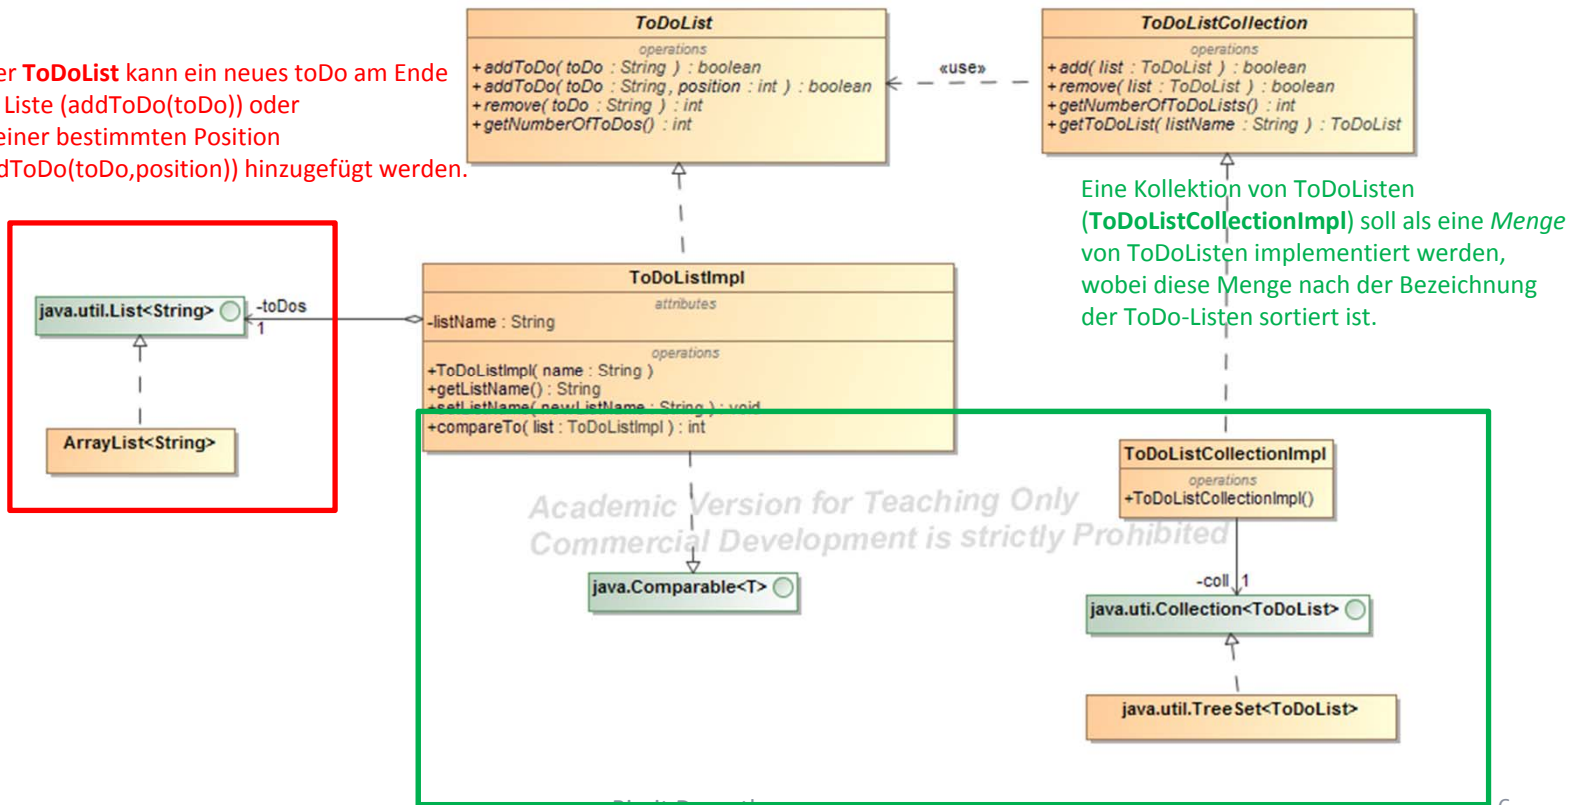 ToDoList
operations
+addToDo( toDo : String ) : boolean
+addToDo( toDo : String, position : int ) : boolean
+remove( toDo : String ) : int
+getNumberOfToDos() : int
«use»
ToDoListCollection
operations
+add( list : ToDoList ) : boolean
+remove( list : ToDoList ) : boolean
+getNumberOfToDoLists() : int
+getToDoList( listName : String ) : ToDoList
er ToDoList kann ein neues toDo am Ende
Liste (addToDo(toDo)) oder
einer bestimmten Position
dToDo(toDo,position)) hinzugefügt werden.
Eine Kollektion von ToDoListen
(ToDoListCollectionImpl) soll als eine Menge
von ToDoListen implementiert werden,
wobei diese Menge nach der Bezeichnung
der ToDo-Listen sortiert ist.
java.util.List<String>
-toDos
1
ArrayList<String>
ToDoListImpl
attributes
-listName : String
operations
+ToDoListImpl( name : String )
+getListName() : String
+setListName( newListName : String ) : void
+compareTo( list : ToDoListImpl ) : int
ToDoListCollectionImpl
operations
+ToDoListCollectionImpl()
Academic Version for Teaching Only
Commercial Development is strictly Prohibited
java.Comparable<T>
-coll 1
java.uti.Collection<ToDoList>
java.util.TreeSet<ToDoList>